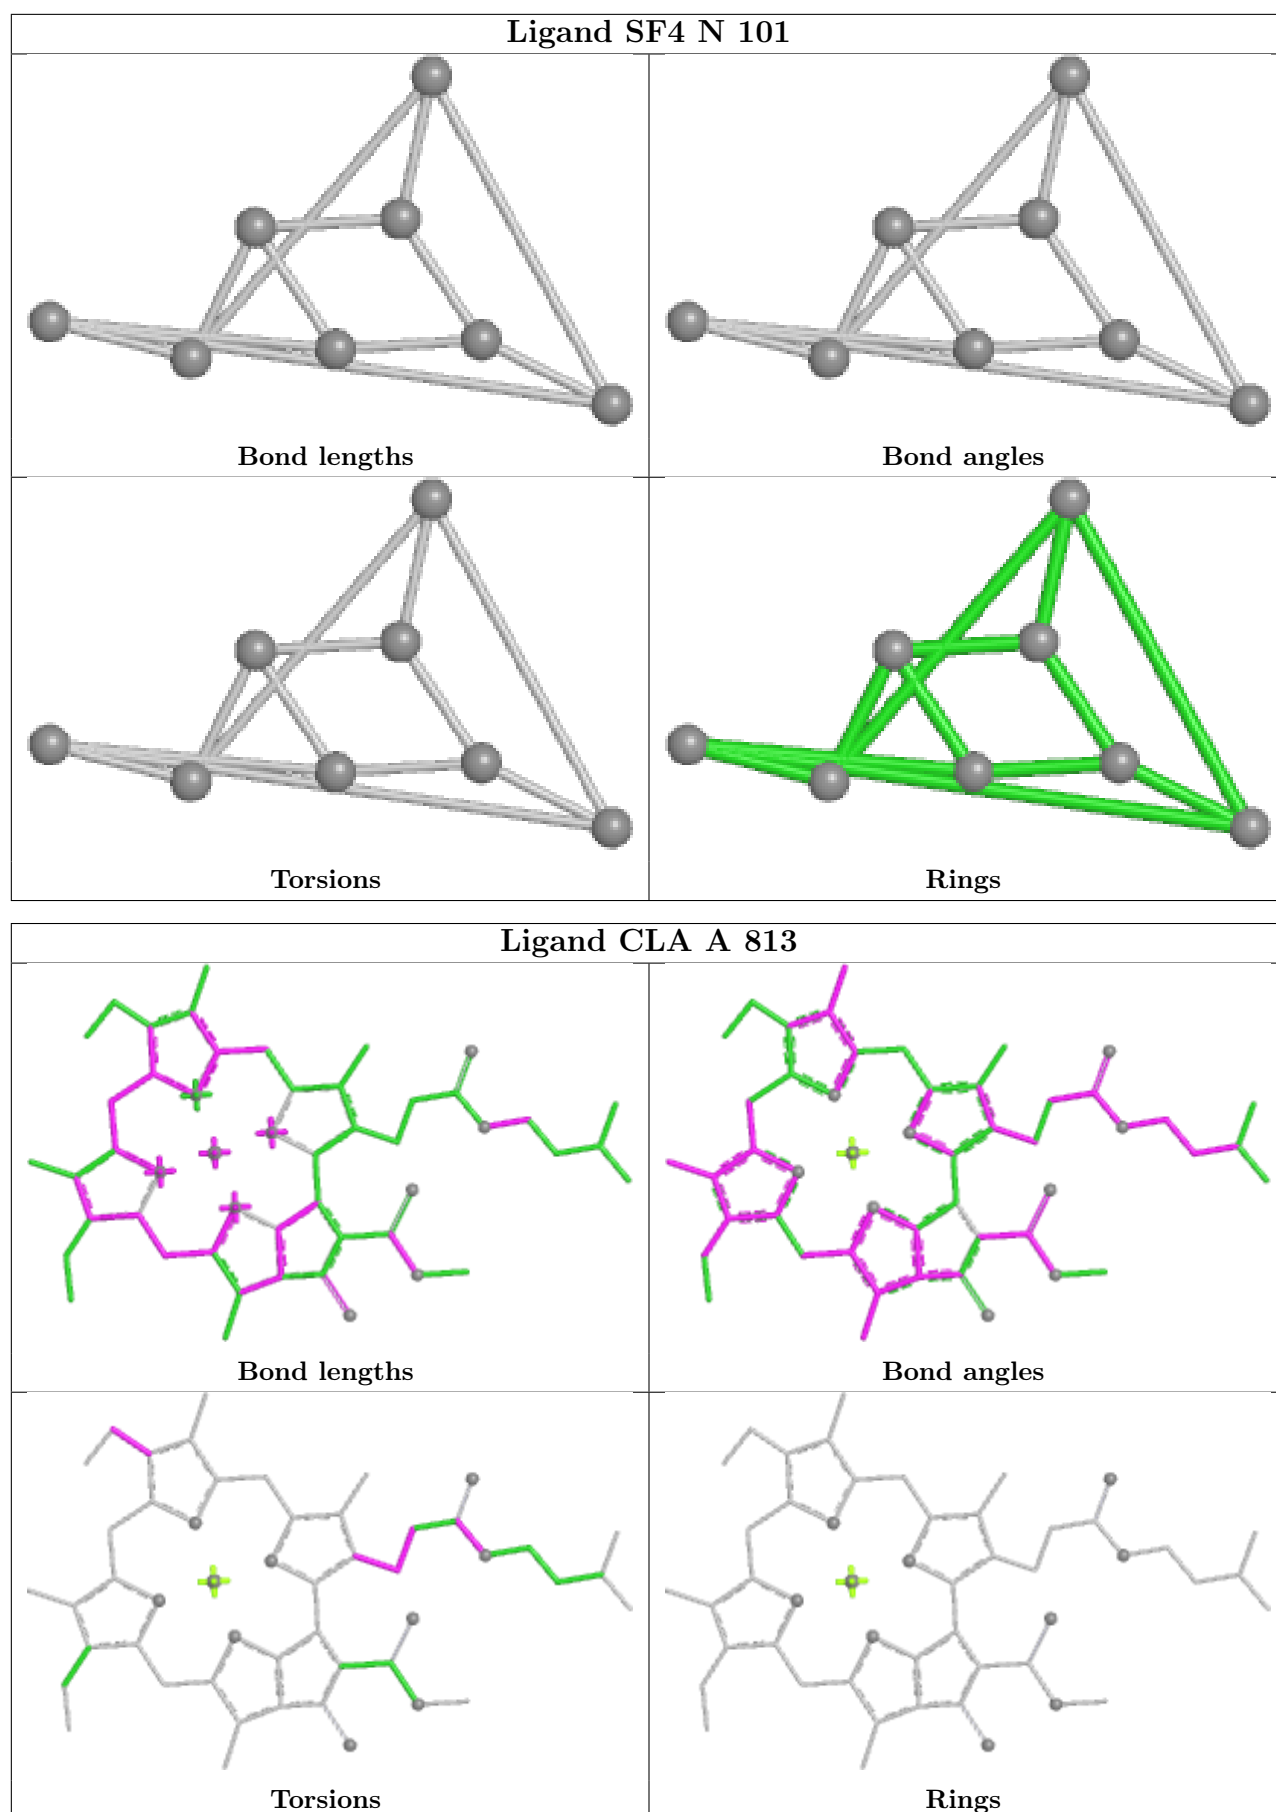 Ligand SF4 N 101
Bond lengths
Bond angles
Torsions
Rings
Ligand CLA A 813
Bond lengths
Bond angles
Torsions
Rings